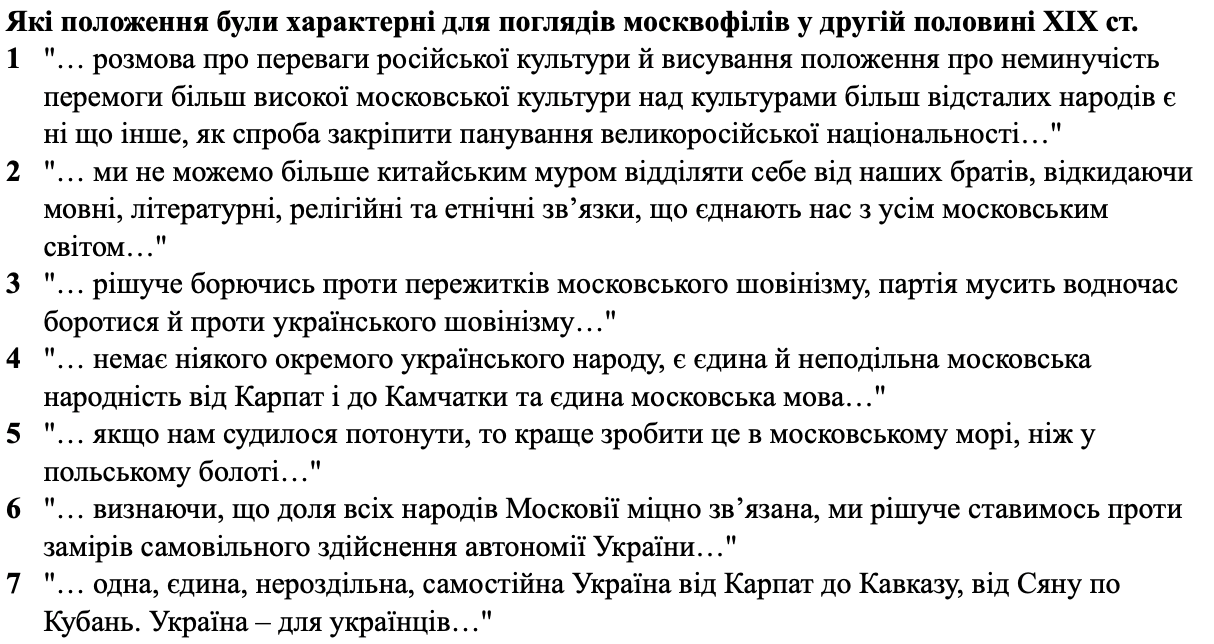 Які положення були характерні для поглядів москвофілів у другій половині XIX ст.
1 "… розмова про переваги російської культури й висування положення про неминучість
перемоги більш високої московської культури над культурами більш відсталих народів є
ні що інше, як спроба закріпити панування великоросійської національності…"
2 "… ми не можемо більше китайським муром відділяти себе від наших братів, відкидаючи
мовні, літературні, релігійні та етнічні зв’язки, що єднають нас з усім московським
світом…"
3 "… рішуче борючись проти пережитків московського шовінізму, партія мусить водночас
боротися й проти українського шовінізму…"
4 "… немає ніякого окремого українського народу, є єдина й неподільна московська
народність від Карпат і до Камчатки та єдина московська мова…"
5 "… якщо нам судилося потонути, то краще зробити це в московському морі, ніж у
польському болоті…"
6 "… визнаючи, що доля всіх народів Московії міцно зв’язана, ми рішуче ставимось проти
замірів самовільного здійснення автономії України…"
7 "… одна, єдина, нероздільна, самостійна Україна від Карпат до Кавказу, від Сяну по
Кубань. Україна – для українців…"